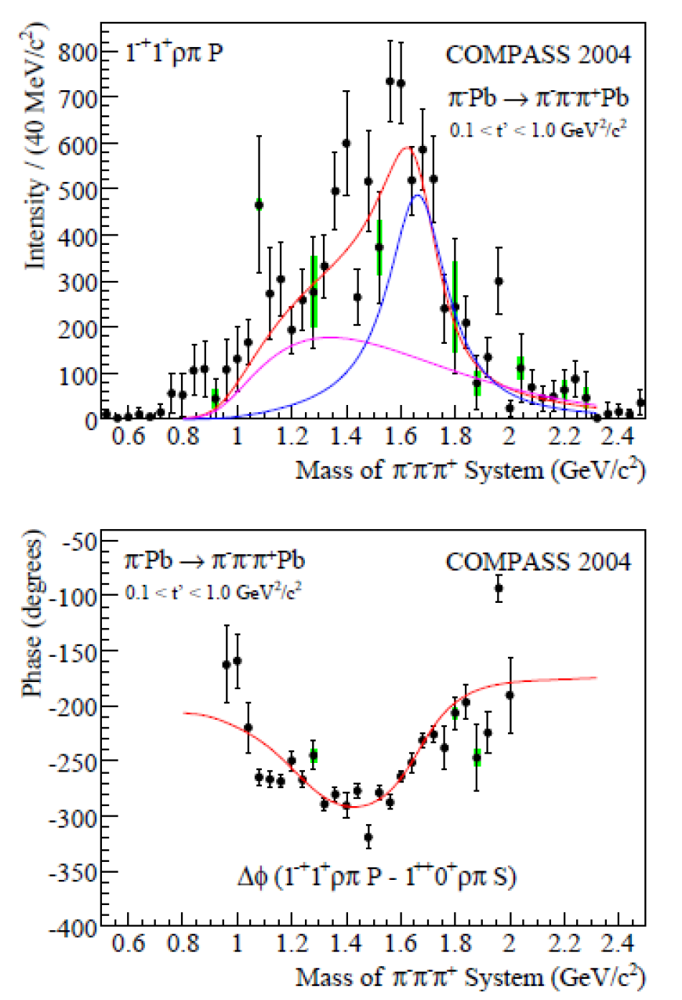 1⁻⁺1⁺ρπ P
COMPASS 2004
π⁻Pb → π⁻π⁻π⁺Pb
0.1 < t' < 1.0 GeV²/c²
Intensity / (40 MeV/c²)
800
700
600
500
400
300
200
100
0
0.6 0.8 1 1.2 1.4 1.6 1.8 2 2.2 2.4
Mass of π⁻π⁻π⁺ System (GeV/c²)
π⁻Pb → π⁻π⁻π⁺Pb
COMPASS 2004
0.1 < t' < 1.0 GeV²/c²
Phase (degrees)
-50
-100
-150
-200
-250
-300
-350
-400
Δϕ (1⁻⁺1⁺ρπ P - 1⁺⁺0⁺ρπ S)
0.6 0.8 1 1.2 1.4 1.6 1.8 2 2.2 2.4
Mass of π⁻π⁻π⁺ System (GeV/c²)